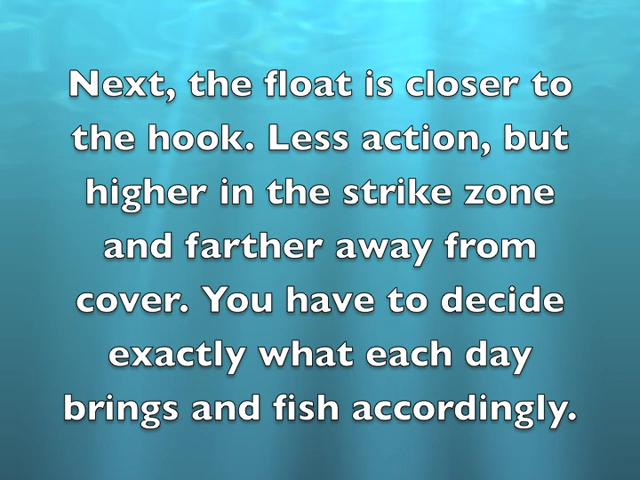 Next, the float is closer to
the hook. Less action, but
higher in the strike zone
and farther away from
cover. You have to decide
exactly what each day
brings and fish accordingly.